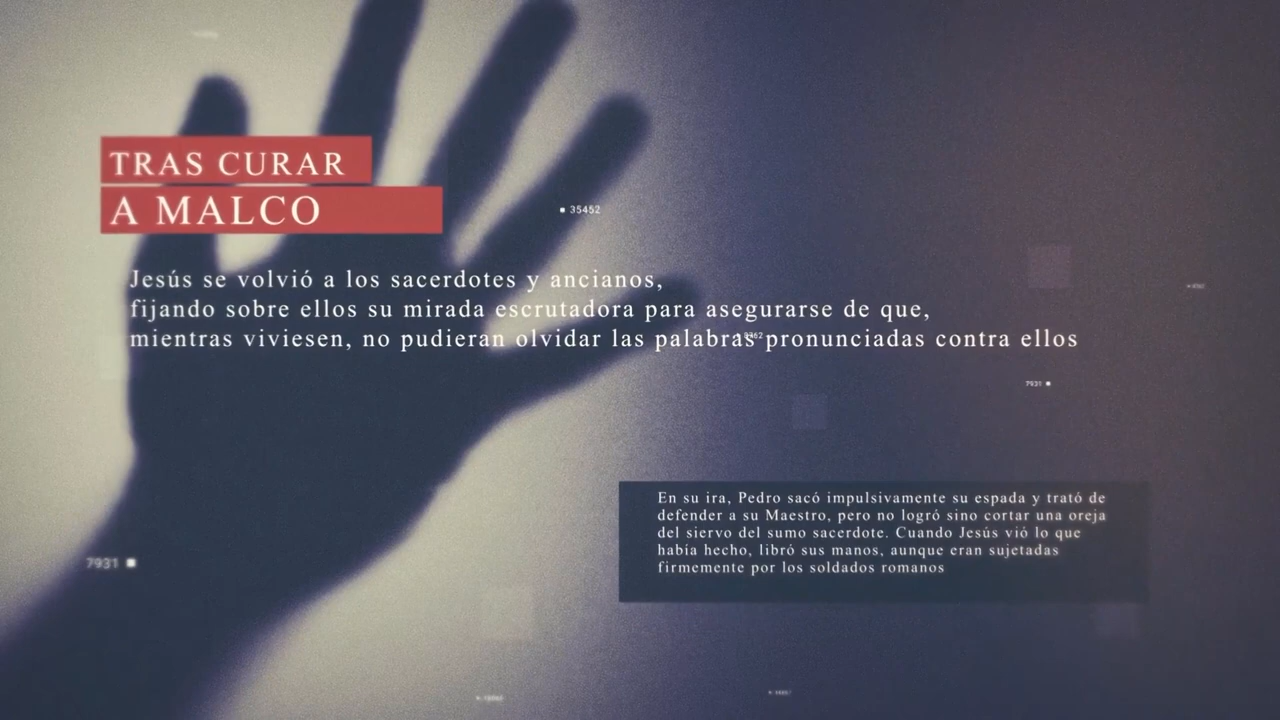 TRAS CURAR
A MALCO
35452
Jesús se volvió a los sacerdotes y ancianos,
fijando sobre ellos su mirada escrutadora para asegurarse de que,
mientras viviesen, no pudieran olvidar las palabras pronunciadas contra ellos
7931
En su ira, Pedro sacó impulsivamente su espada y trató de
defender a su Maestro, pero no logró sino cortar una oreja
del siervo del sumo sacerdote. Cuando Jesús vió lo que
había hecho, libró sus manos, aunque eran sujetadas
firmemente por los soldados romanos
7931